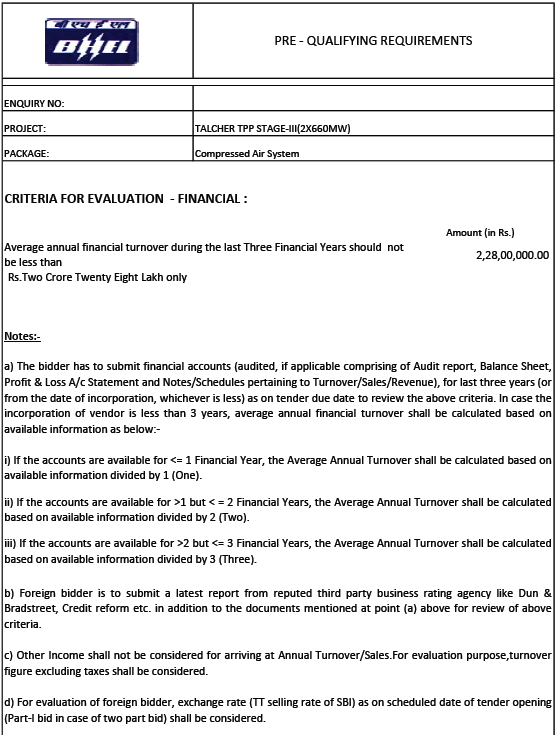 बी एच ई एल
BHEL
PRE - QUALIFYING REQUIREMENTS
ENQUIRY NO:
PROJECT:
TALCHER TPP STAGE-III(2X660MW)
PACKAGE:
Compressed Air System
CRITERIA FOR EVALUATION - FINANCIAL :
Amount (in Rs.)
Average annual financial turnover during the last Three Financial Years should not
be less than
2,28,00,000.00
Rs.Two Crore Twenty Eight Lakh only
Notes:-
a) The bidder has to submit financial accounts (audited, if applicable comprising of Audit report, Balance Sheet,
Profit & Loss A/c Statement and Notes/Schedules pertaining to Turnover/Sales/Revenue), for last three years (or
from the date of incorporation, whichever is less) as on tender due date to review the above criteria. In case the
incorporation of vendor is less than 3 years, average annual financial turnover shall be calculated based on
available information as below:-
i) If the accounts are available for <= 1 Financial Year, the Average Annual Turnover shall be calculated based on
available information divided by 1 (One).
ii) If the accounts are available for >1 but < = 2 Financial Years, the Average Annual Turnover shall be calculated
based on available information divided by 2 (Two).
iii) If the accounts are available for >2 but <= 3 Financial Years, the Average Annual Turnover shall be calculated
based on available information divided by 3 (Three).
b) Foreign bidder is to submit a latest report from reputed third party business rating agency like Dun &
Bradstreet, Credit reform etc. in addition to the documents mentioned at point (a) above for review of above
criteria.
c) Other Income shall not be considered for arriving at Annual Turnover/Sales.For evaluation purpose,turnover
figure excluding taxes shall be considered.
d) For evaluation of foreign bidder, exchange rate (TT selling rate of SBI) as on scheduled date of tender opening
(Part-I bid in case of two part bid) shall be considered.